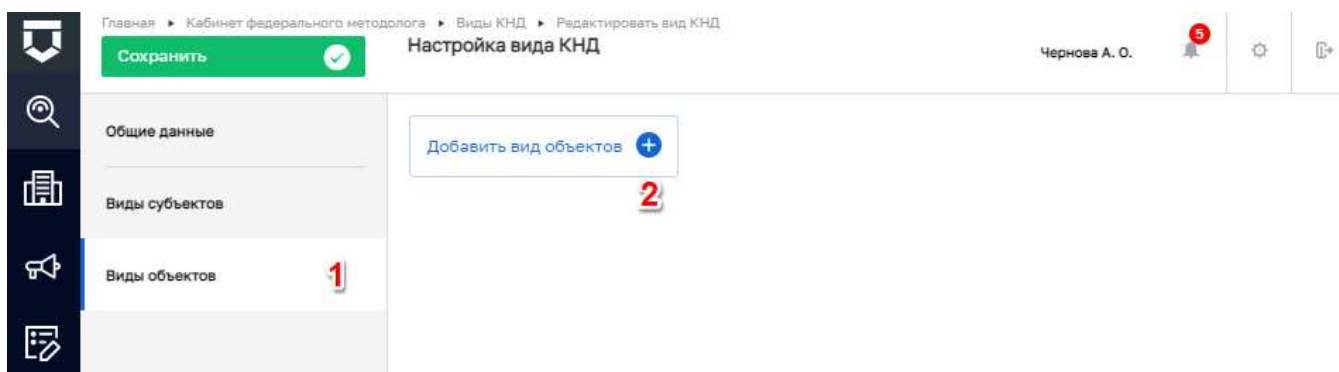 Главная ▸ Кабинет федерального методолога ▸ Виды КНД ▸ Редактировать вид КНД
Сохранить
Настройка вида КНД
Чернова А. О.
5
Общие данные
Добавить вид объектов
2
Виды субъектов
Виды объектов
1